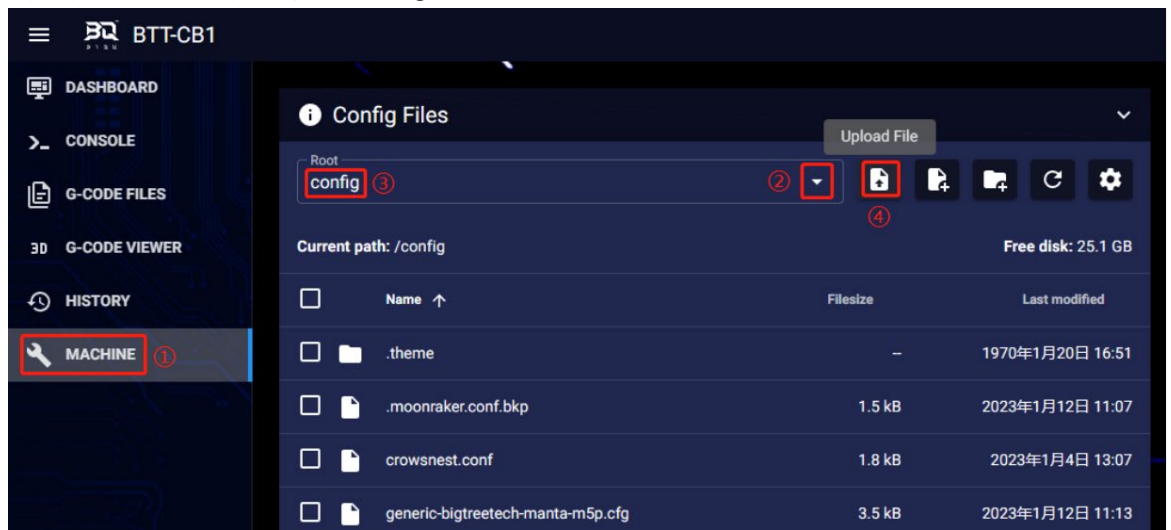 BQ BTT-CB1
DASHBOARD
CONSOLE
G-CODE FILES
3D G-CODE VIEWER
HISTORY
MACHINE ①
Config Files
Upload File
Root
config ③ ②
④
Current path: /config Free disk: 25.1 GB
Name ↑ Filesize Last modified
.theme -- 1970年1月20日 16:51
.moonraker.conf.bkp 1.5 kB 2023年1月12日 11:07
crowsnest.conf 1.8 kB 2023年1月4日 13:07
generic-bigtreetech-manta-m5p.cfg 3.5 kB 2023年1月12日 11:13